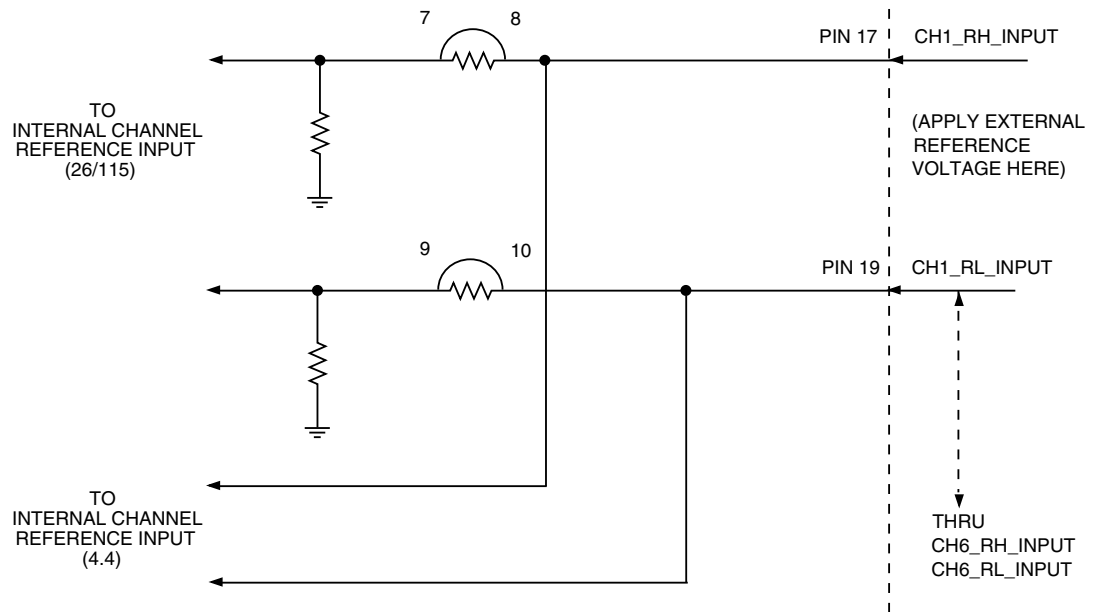 7 8
PIN 17 CH1_RH_INPUT
TO
INTERNAL CHANNEL
REFERENCE INPUT
(26/115)
(APPLY EXTERNAL
REFERENCE
VOLTAGE HERE)
9 10
PIN 19 CH1_RL_INPUT
TO
INTERNAL CHANNEL
REFERENCE INPUT
(4.4)
THRU
CH6_RH_INPUT
CH6_RL_INPUT